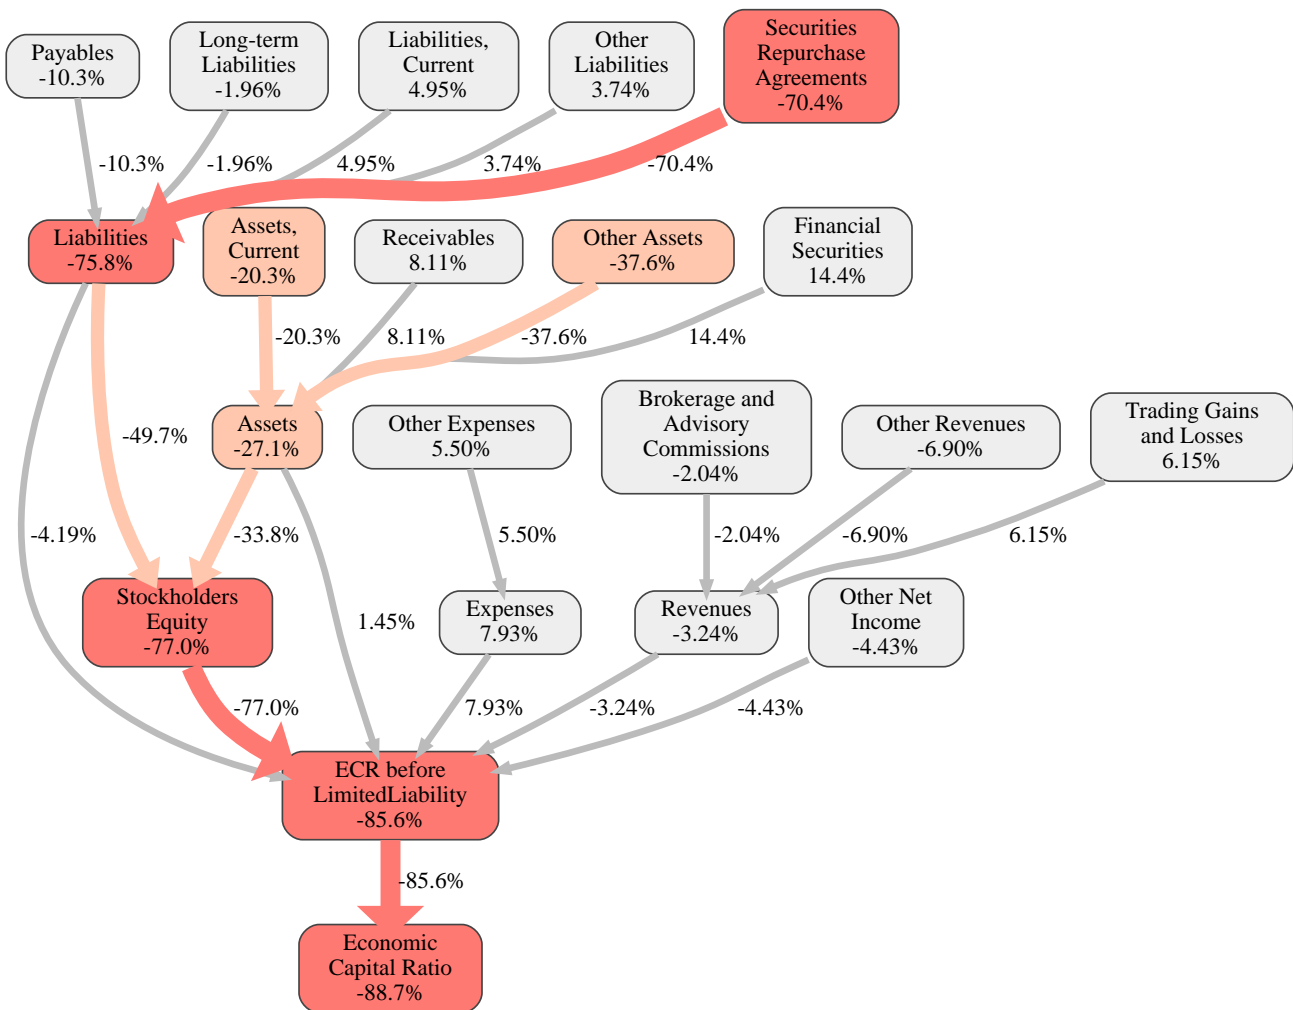 Payables
-10.3%
Long-term
Liabilities
-1.96%
Liabilities,
Current
4.95%
Other
Liabilities
3.74%
Securities
Repurchase
Agreements
-70.4%
-10.3%
-1.96%
4.95%
3.74%
-70.4%
Liabilities
-75.8%
Assets,
Current
-20.3%
Receivables
8.11%
Other Assets
-37.6%
Financial
Securities
14.4%
-20.3%
8.11%
-37.6%
14.4%
-49.7%
Assets
-27.1%
Other Expenses
5.50%
Brokerage and
Advisory
Commissions
-2.04%
Other Revenues
-6.90%
Trading Gains
and Losses
6.15%
-4.19%
-33.8%
5.50%
-2.04%
-6.90%
6.15%
Stockholders
Equity
-77.0%
1.45%
Expenses
7.93%
Revenues
-3.24%
Other Net
Income
-4.43%
-77.0%
7.93%
-3.24%
-4.43%
ECR before
LimitedLiability
-85.6%
-85.6%
Economic
Capital Ratio
-88.7%